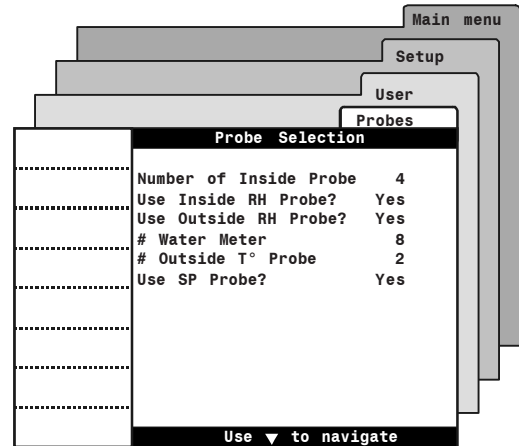 Main menu
Setup
User
Probes
Probe Selection
Number of Inside Probe 4
Use Inside RH Probe? Yes
Use Outside RH Probe? Yes
# Water Meter 8
# Outside T° Probe 2
Use SP Probe? Yes
Use ▼ to navigate